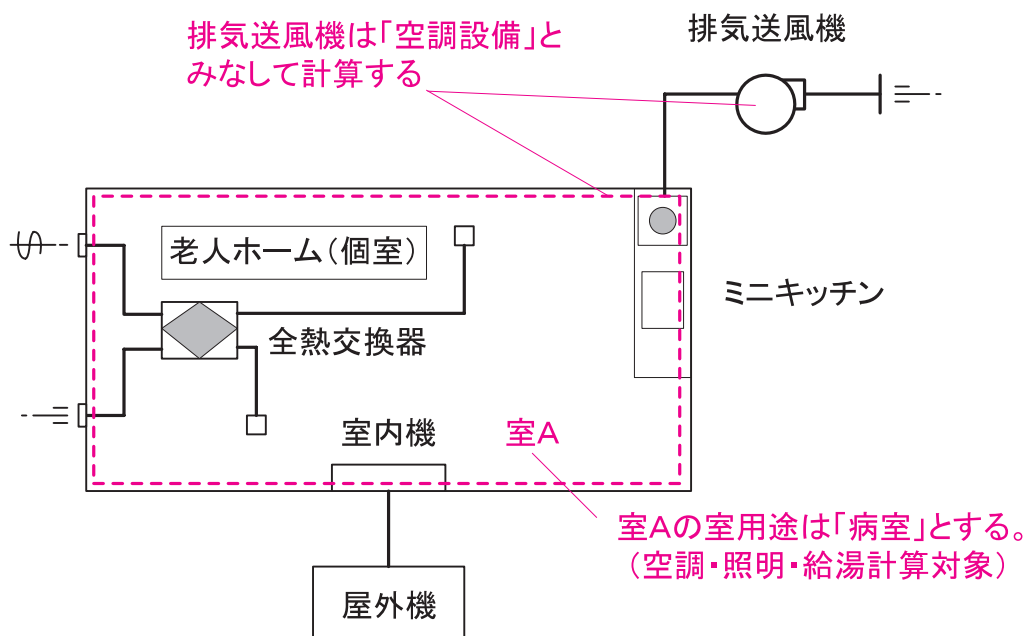 排気送風機は「空調設備」と
みなして計算する
排気送風機
老人ホーム（個室）
ミニキッチン
全熱交換器
室内機
室A
室Aの室用途は「病室」とする。
（空調・照明・給湯計算対象）
屋外機